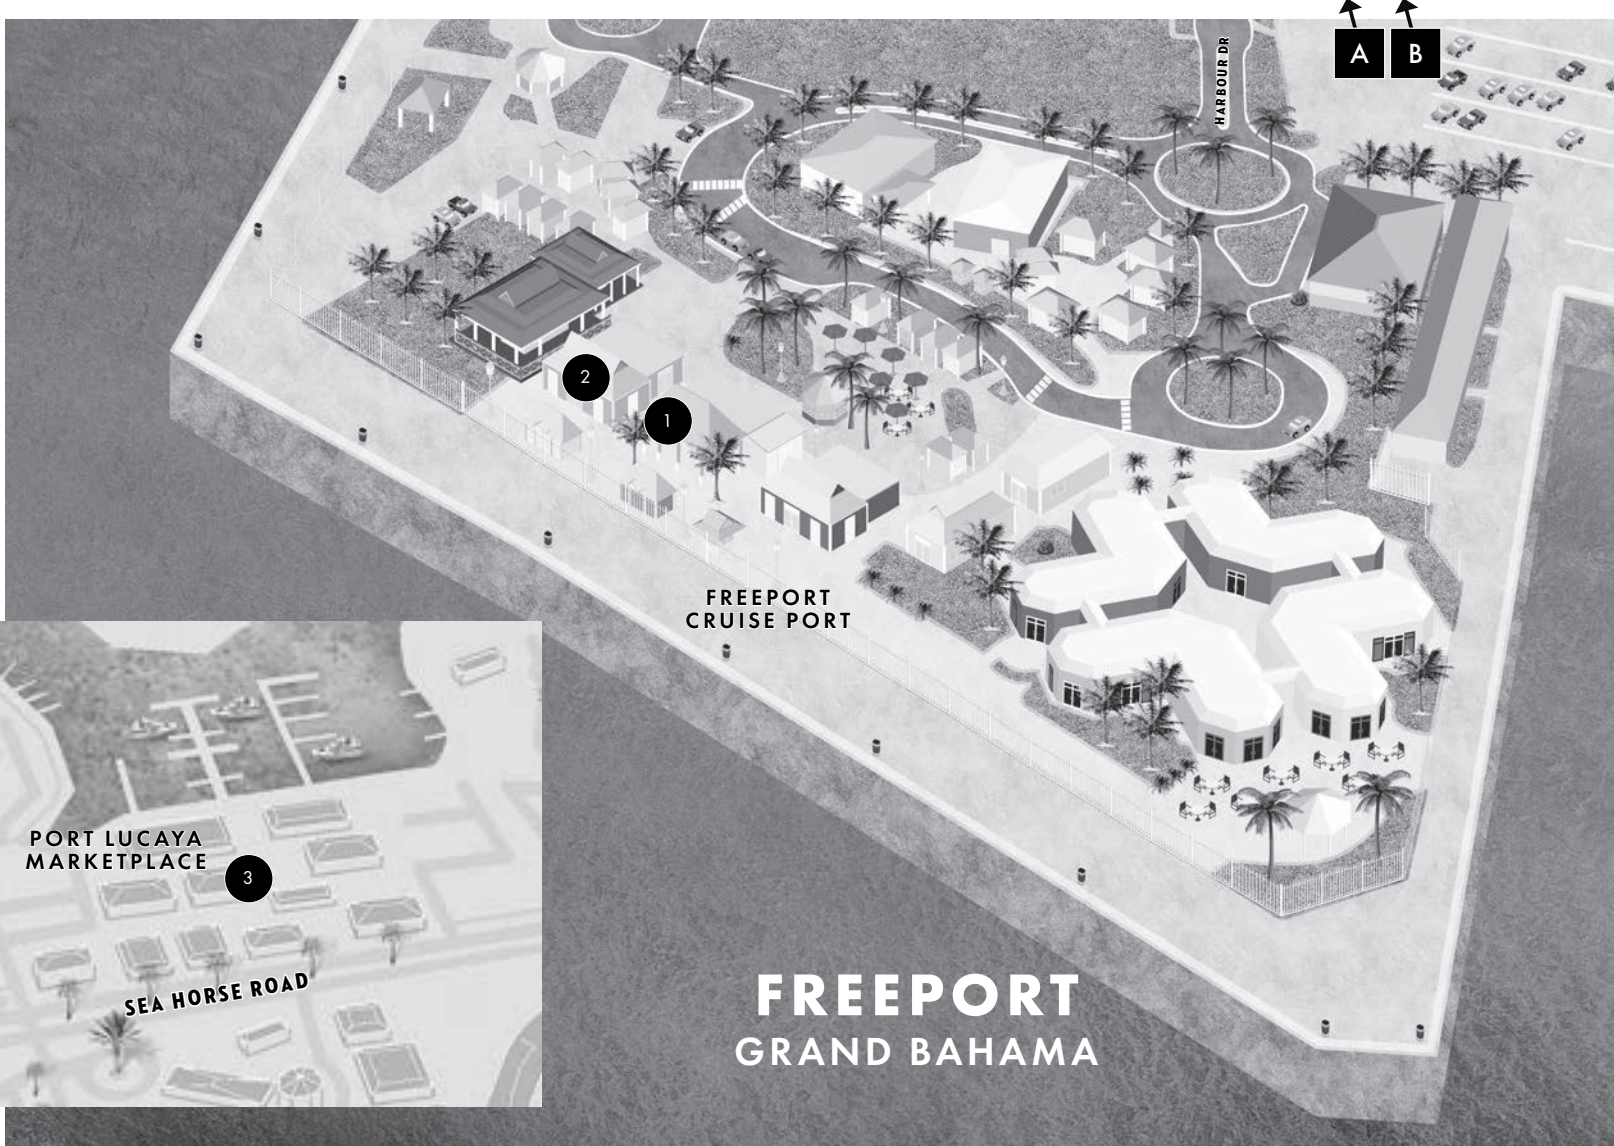 A B
HARBOUR DR
2
1
FREEPORT
CRUISE PORT
PORT LUCAYA
MARKETPLACE
3
SEA HORSE ROAD
FREEPORT
GRAND BAHAMA